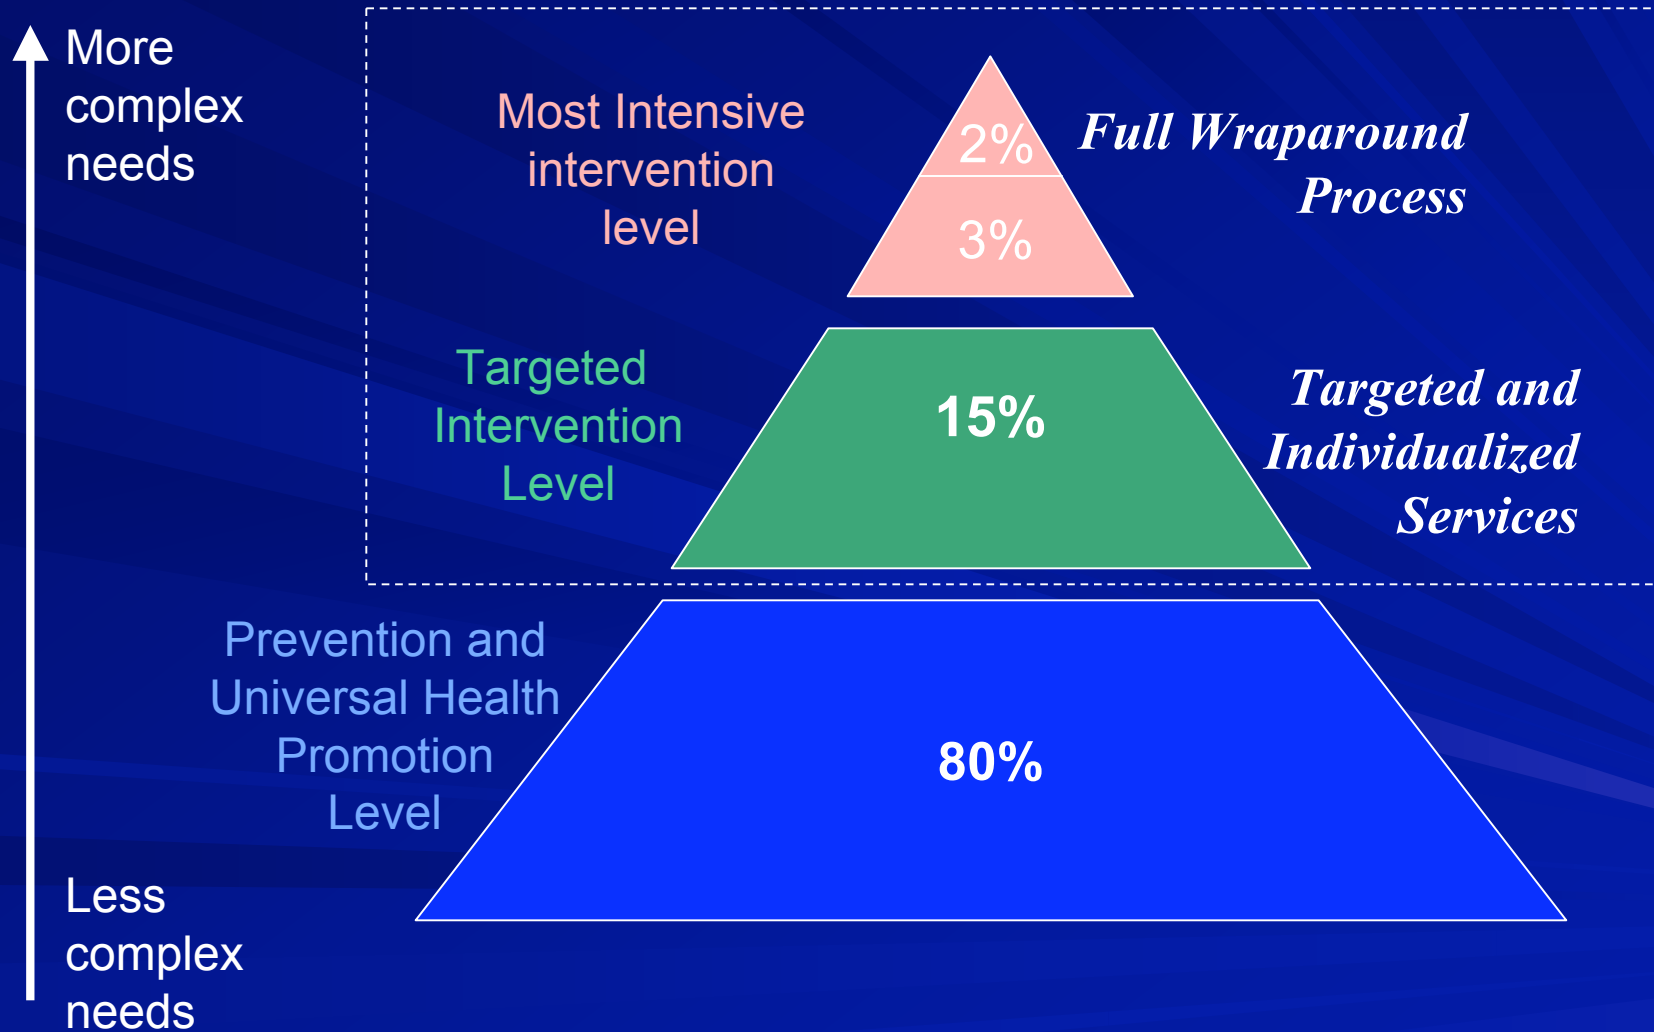 More
complex
needs
Most Intensive
intervention
level
2%
3%
Full Wraparound
Process
Targeted
Intervention
Level
15%
Targeted and
Individualized
Services
Prevention and
Universal Health
Promotion
Level
80%
Less
complex
needs